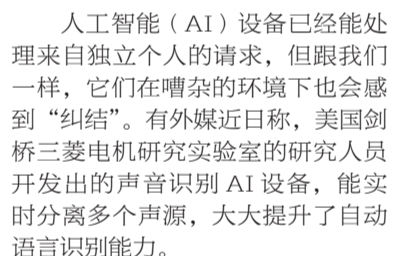 人工智能（AI）设备已经能处
理来自独立个人的请求，但跟我们
一样，它们在嘈杂的环境下也会感
到“纠结”。有外媒近日称，美国剑
桥三菱电机研究实验室的研究人员
开发出的声音识别 AI 设备，能实
时分离多个声源，大大提升了自动
语言识别能力。